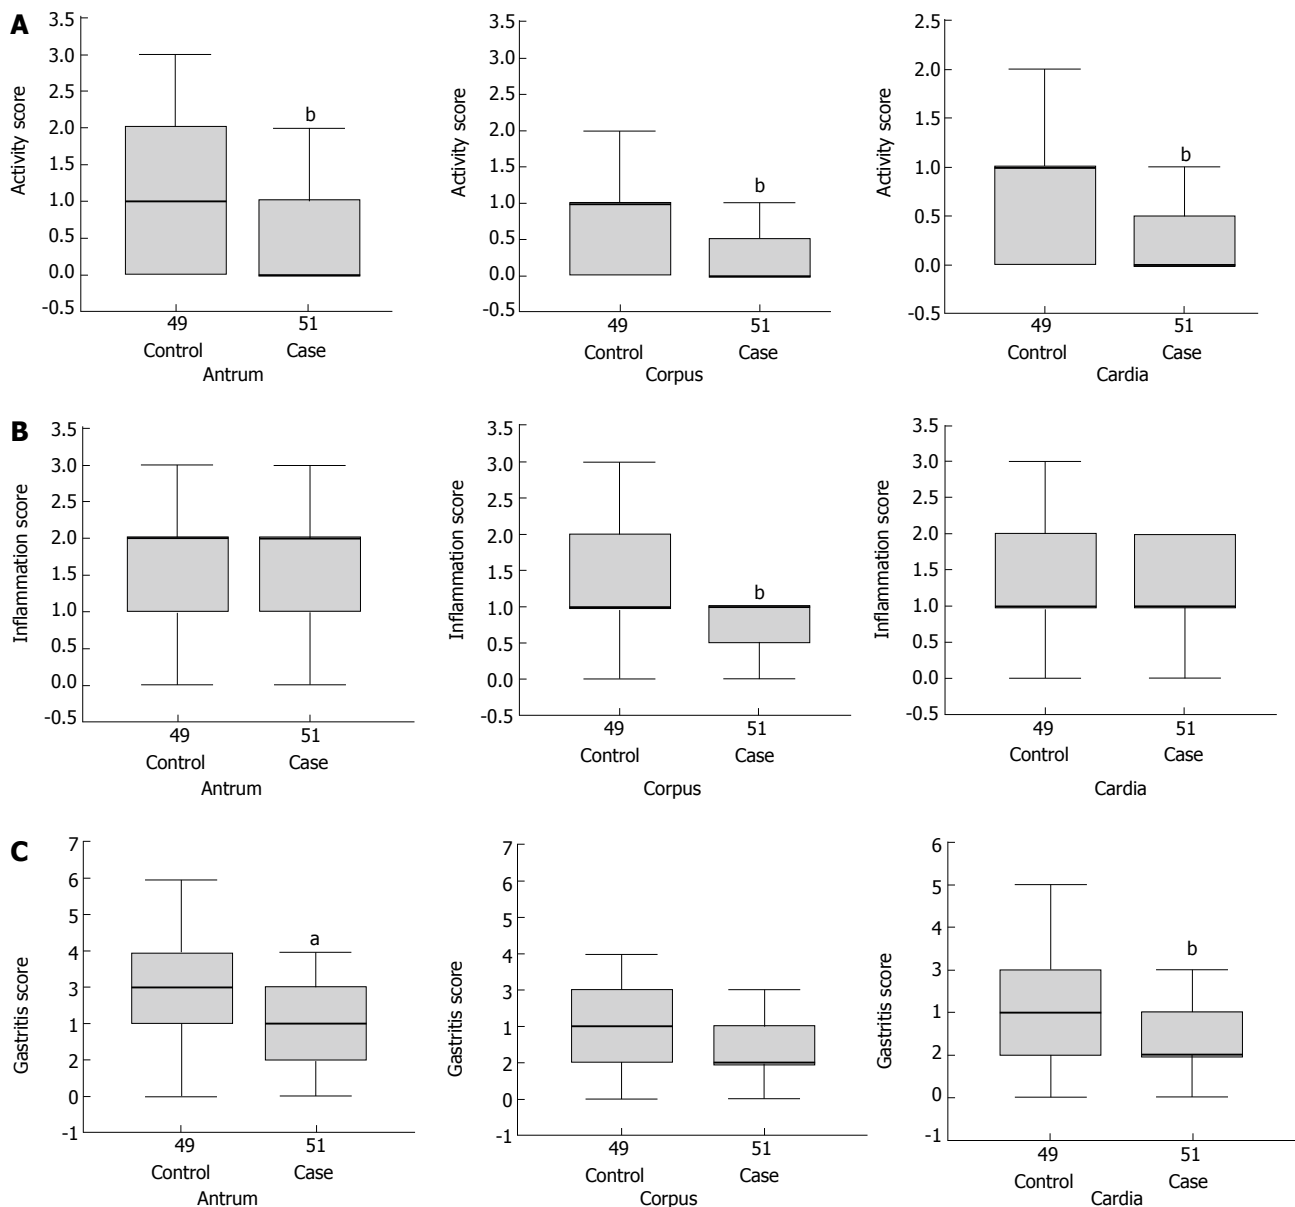 A
Activity score
3.5
3.0
2.5
2.0
1.5
1.0
0.5
0.0
-0.5
b
49 51
Control Case
Antrum
Activity score
3.5
3.0
2.5
2.0
1.5
1.0
0.5
0.0
-0.5
b
49 51
Control Case
Corpus
Activity score
2.5
2.0
1.5
1.0
0.5
0.0
-0.5
b
49 51
Control Case
Cardia
B
Inflammation score
3.5
3.0
2.5
2.0
1.5
1.0
0.5
0.0
-0.5
49 51
Control Case
Antrum
Inflammation score
3.5
3.0
2.5
2.0
1.5
1.0
0.5
0.0
-0.5
b
49 51
Control Case
Corpus
Inflammation score
3.5
3.0
2.5
2.0
1.5
1.0
0.5
0.0
-0.5
49 51
Control Case
Cardia
C
Gastritis score
7
6
5
4
3
1
2
0
-1
a
49 51
Control Case
Antrum
Gastritis score
7
6
5
4
3
1
2
0
-1
49 51
Control Case
Corpus
Gastritis score
6
5
3
1
2
0
-1
b
49 51
Control Case
Cardia